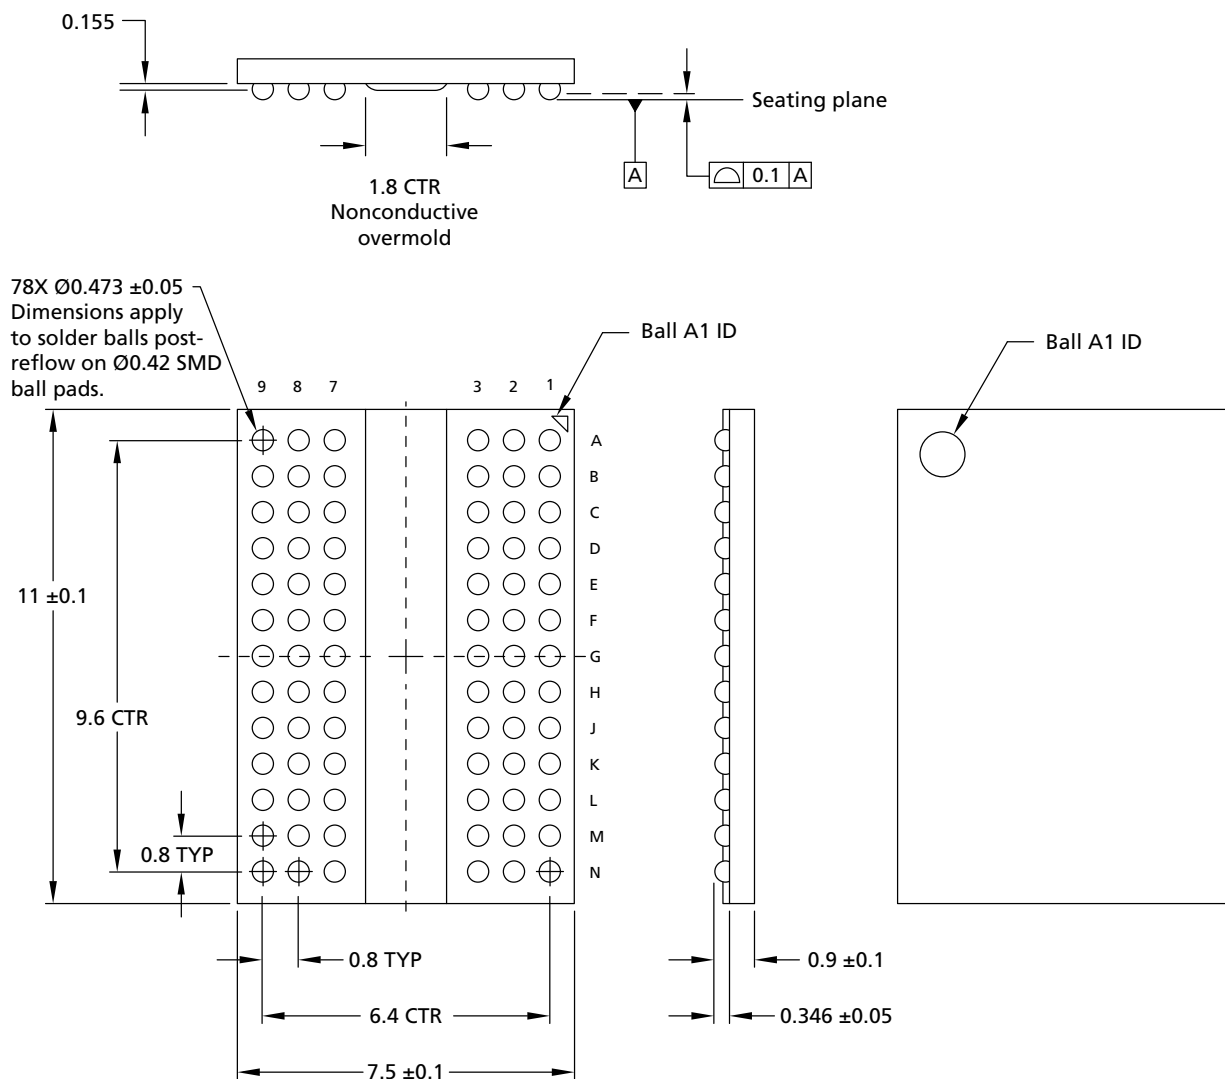 0.155
Seating plane
A
0.1 A
1.8 CTR
Nonconductive
overmold
78X Ø0.473 ±0.05
Dimensions apply
to solder balls post-
reflow on Ø0.42 SMD
ball pads.
Ball A1 ID
Ball A1 ID
9 8 7 3 2 1
A
B
C
D
E
F
G
H
J
K
L
M
N
11 ±0.1
9.6 CTR
0.8 TYP
0.8 TYP
0.9 ±0.1
6.4 CTR
0.346 ±0.05
7.5 ±0.1